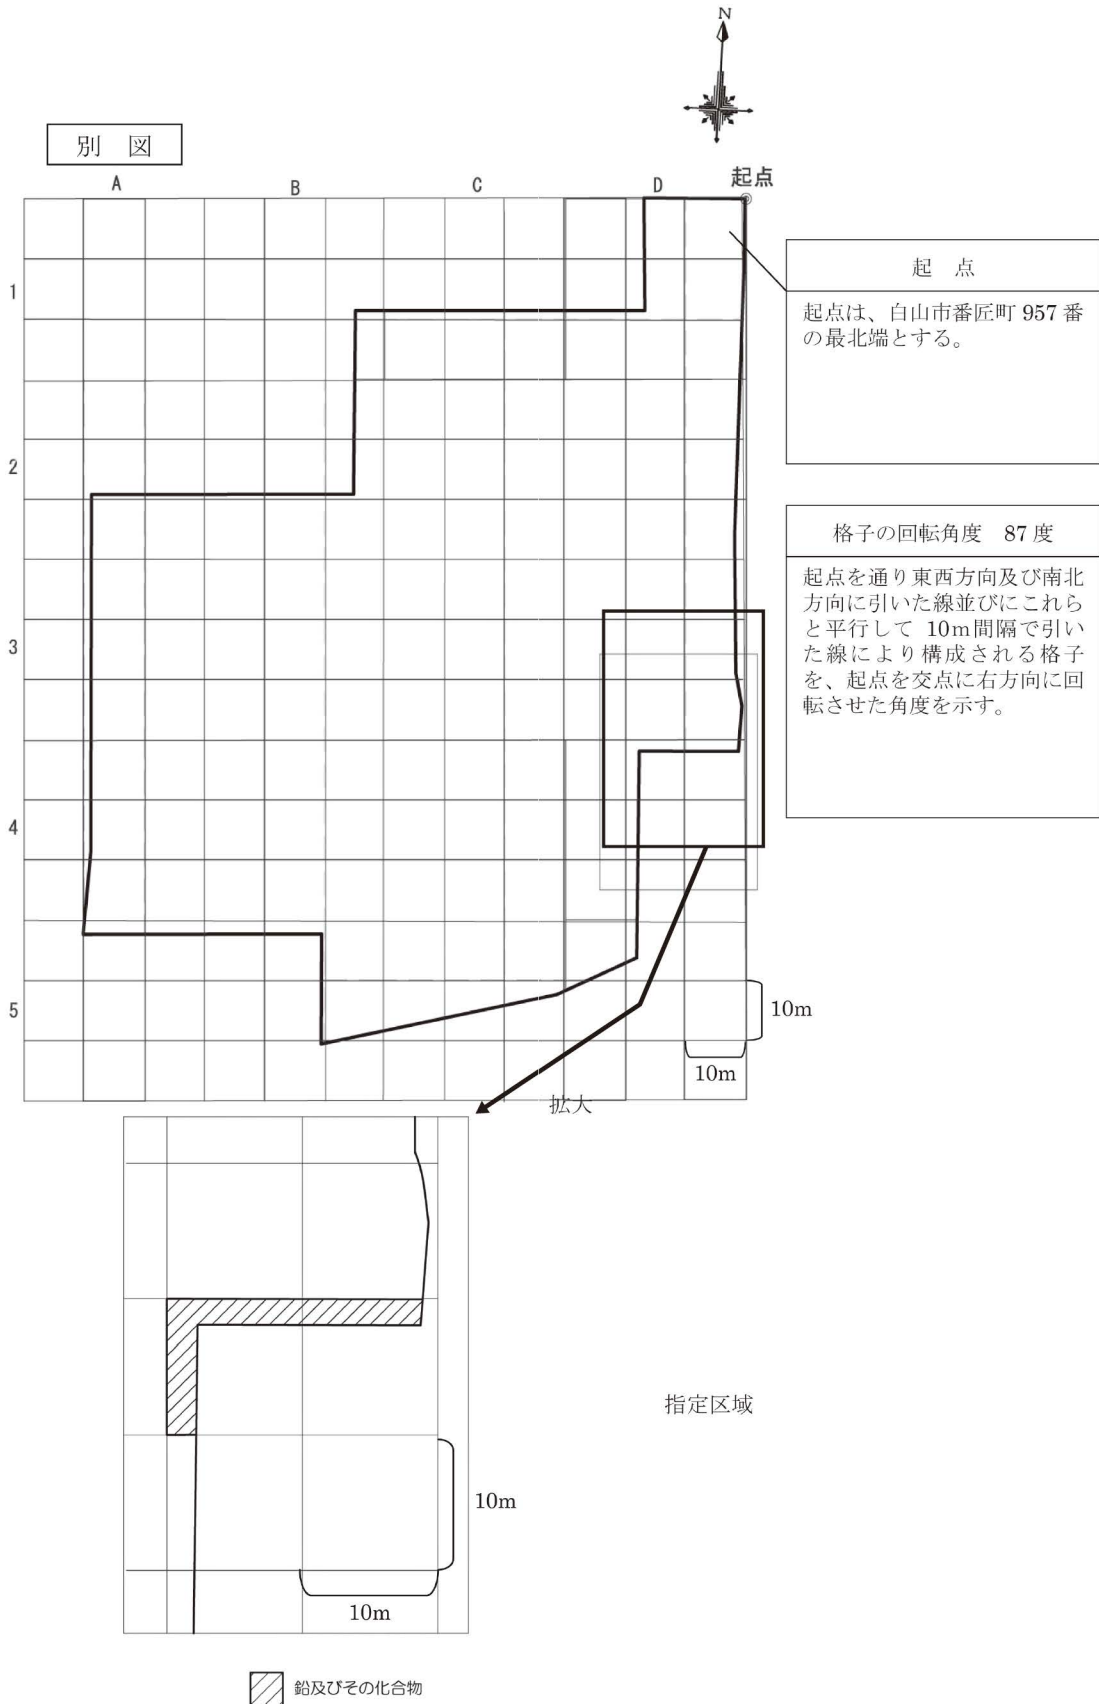 N
別 図
A B C D 起点
1
2
3
4
5
起 点
起点は、白山市番匠町 957 番
の最北端とする。
格子の回転角度 87 度
起点を通り東西方向及び南北
方向に引いた線並びにこれら
と平行して 10m間隔で引い
た線により構成される格子
を、起点を交点に右方向に回
転させた角度を示す。
10m
10m
拡大
指定区域
10m
10m
鉛及びその化合物